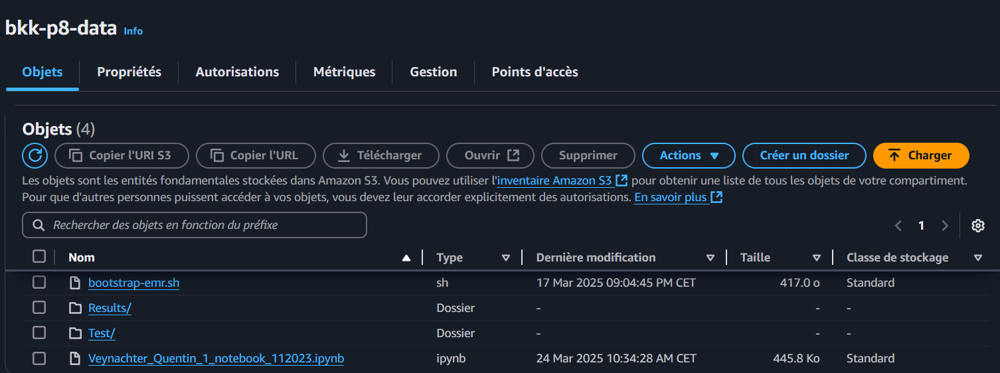 bkk-p8-data Info
Objets Propriétés Autorisations Métriques Gestion Points d'accès
Objets (4)
Copier l'URI S3 Copier l'URL Télécharger Ouvrir Supprimer Actions Créer un dossier Charger
Les objets sont les entités fondamentales stockées dans Amazon S3. Vous pouvez utiliser l'inventaire Amazon S3 pour obtenir une liste de tous les objets de votre compartiment.
Pour que d'autres personnes puissent accéder à vos objets, vous devez leur accorder explicitement des autorisations. En savoir plus
Rechercher des objets en fonction du préfixe 1
Nom Type Dernière modification Taille Classe de stockage
bootstrap-emr.sh sh 17 Mar 2025 09:04:45 PM CET 417.0 o Standard
Results/ Dossier - - -
Test/ Dossier - - -
Veynachter_Quentin_1_notebook_112023.ipynb ipynb 24 Mar 2025 10:34:28 AM CET 445.8 Ko Standard